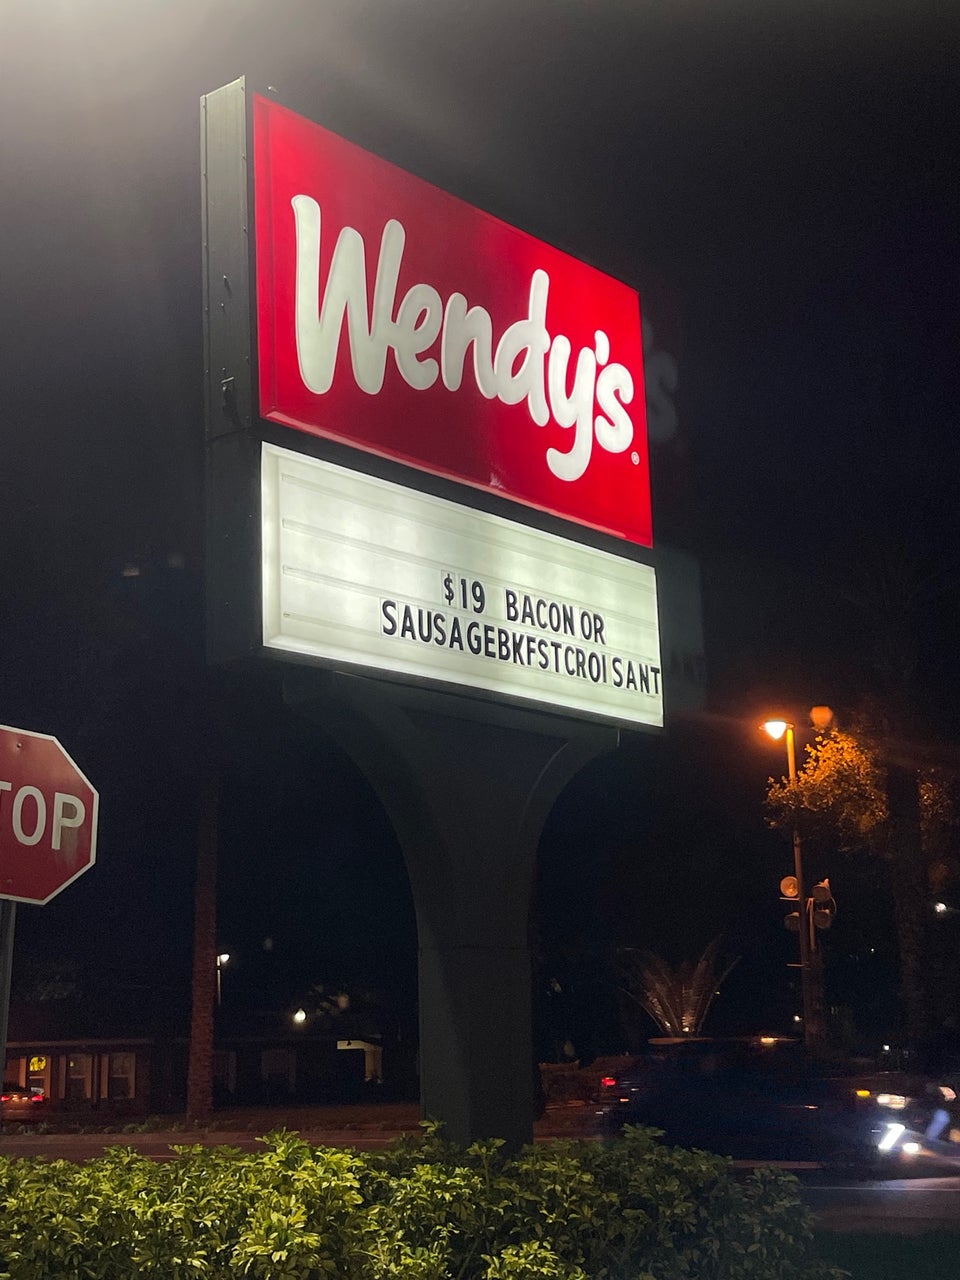 Wendy's®
$19 BACON OR
SAUSAGEBKFSTCROI SANT
TOP